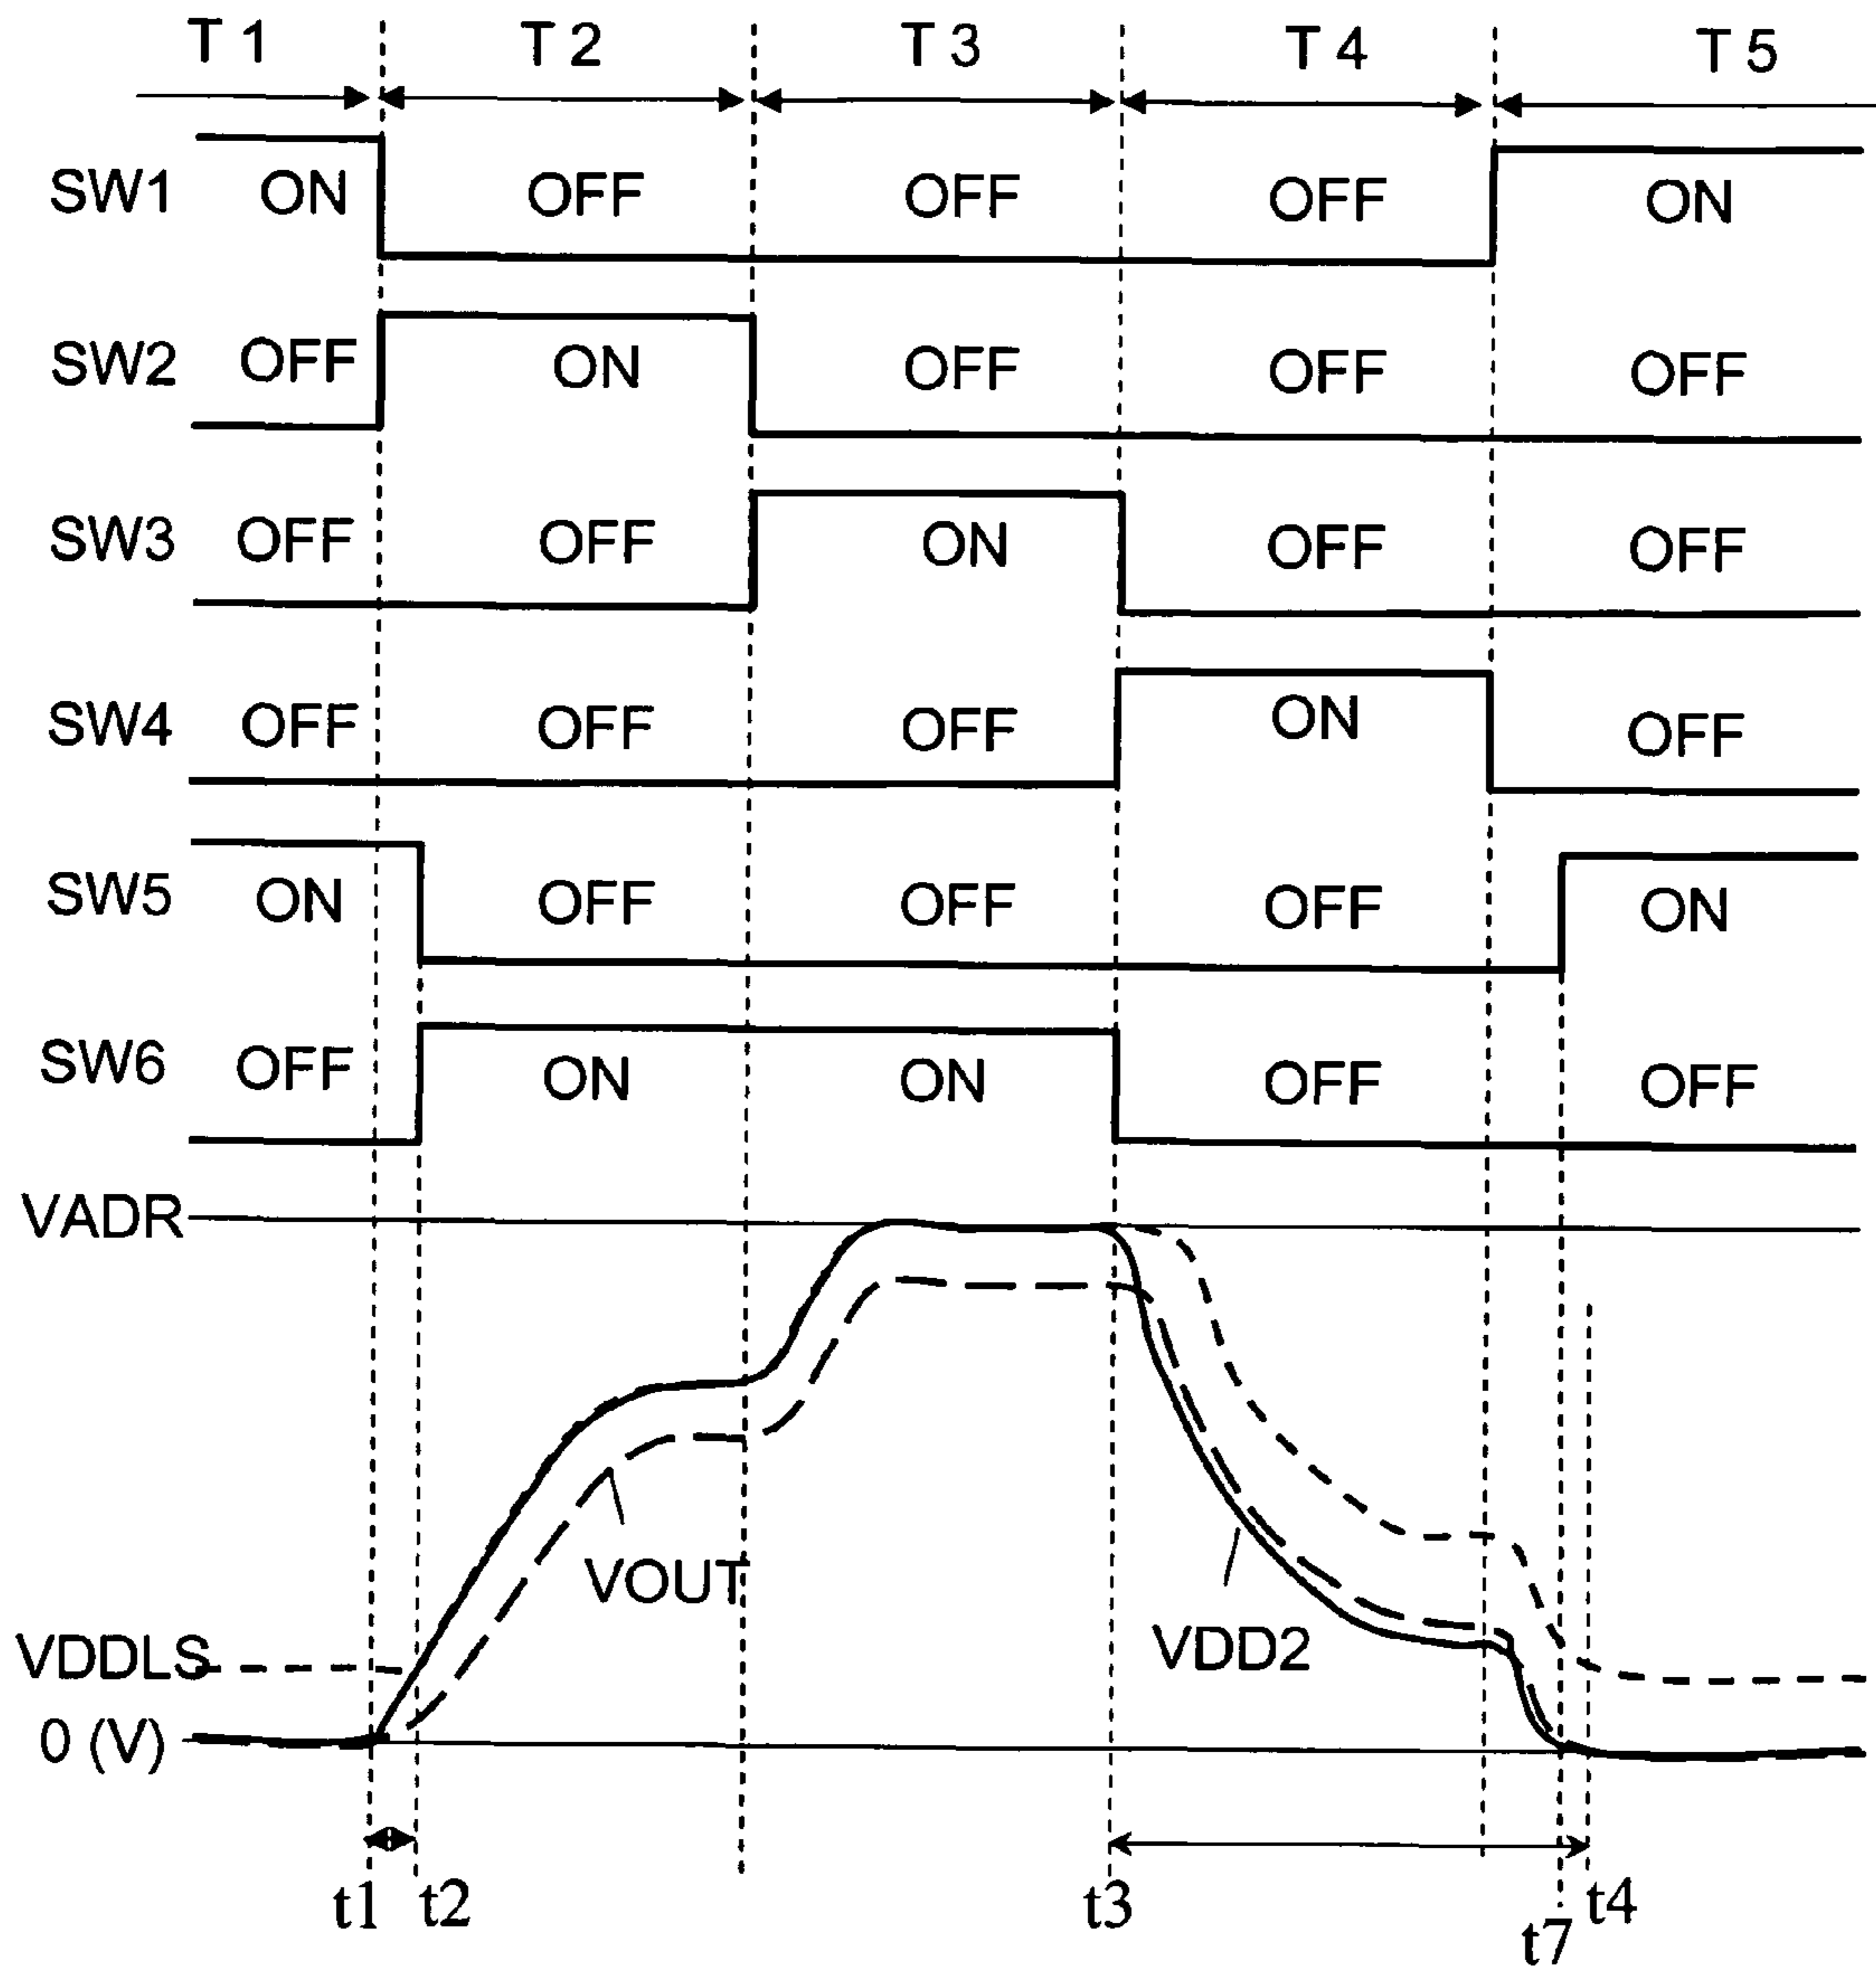 T1 T2 T3 T4 T5
SW1 ON OFF OFF OFF ON
SW2 OFF ON OFF OFF OFF
SW3 OFF OFF ON OFF OFF
SW4 OFF OFF OFF ON OFF
SW5 ON OFF OFF OFF ON
SW6 OFF ON ON OFF OFF
VADR
VOUT
VDD2
VDDLS
0 (V)
t1 t2 t3 t7 t4